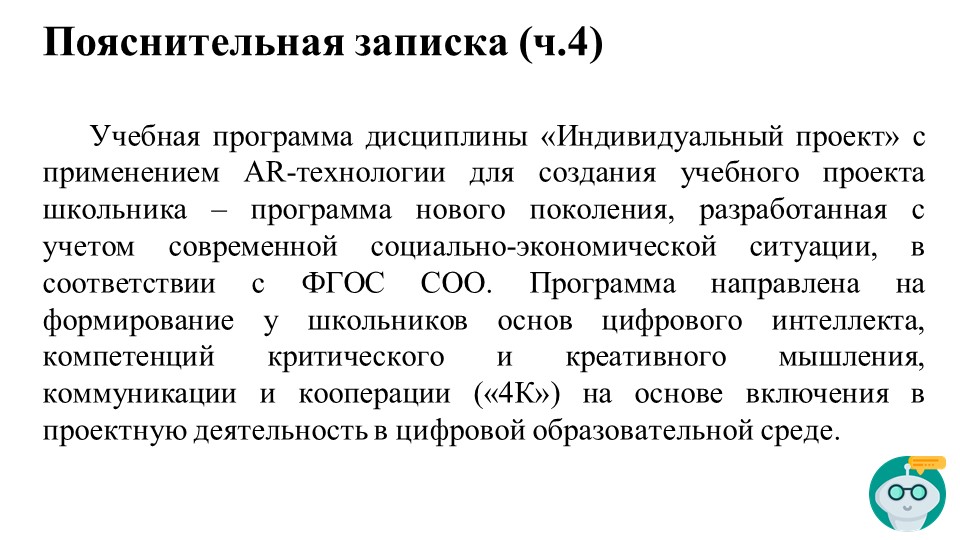 Пояснительная записка (ч.4)
Учебная программа дисциплины «Индивидуальный проект» с
применением AR-технологии для создания учебного проекта
школьника – программа нового поколения, разработанная с
учетом современной социально-экономической ситуации, в
соответствии с ФГОС СОО. Программа направлена на
формирование у школьников основ цифрового интеллекта,
компетенций критического и креативного мышления,
коммуникации и кооперации («4К») на основе включения в
проектную деятельность в цифровой образовательной среде.